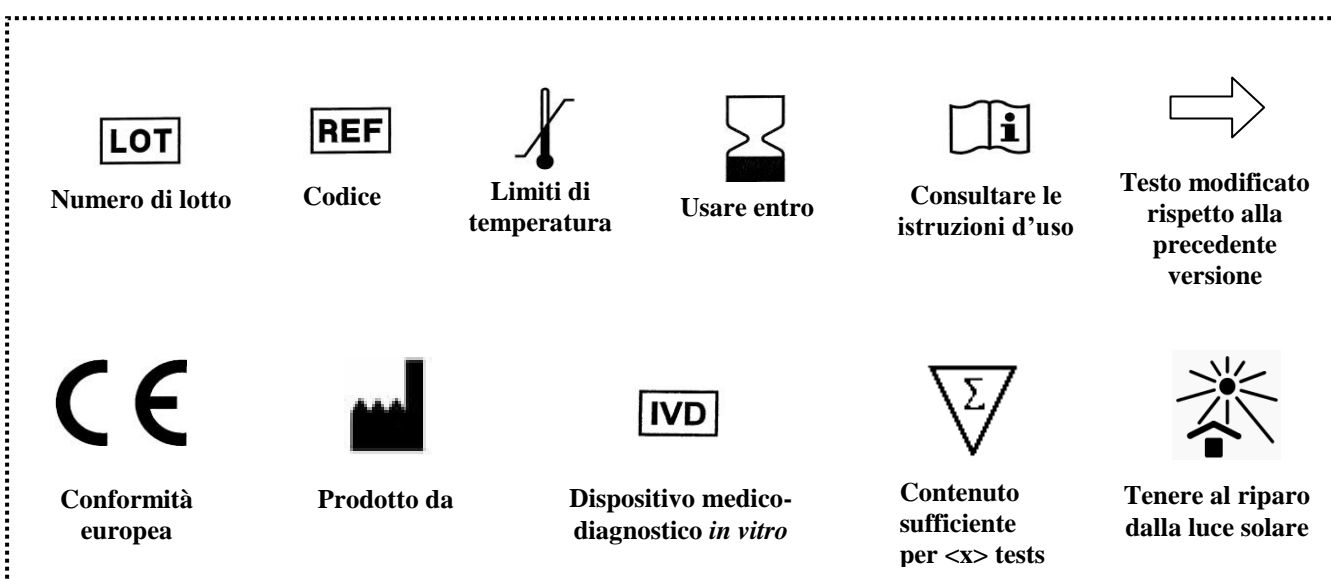 LOT
Numero di lotto
REF
Codice
Limiti di
temperatura
Usare entro
i
Consultare le
istruzioni d’uso
Testo modificato
rispetto alla
precedente
versione
CE
Conformità
europea
Prodotto da
IVD
Dispositivo medico-
diagnostico in vitro
Σ
Contenuto
sufficiente
per <x> tests
Tenere al riparo
dalla luce solare